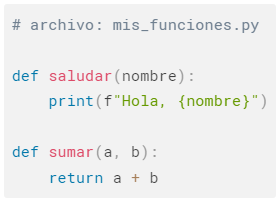 # archivo: mis_funciones.py

def saludar(nombre):
    print(f"Hola, {nombre}")

def sumar(a, b):
    return a + b